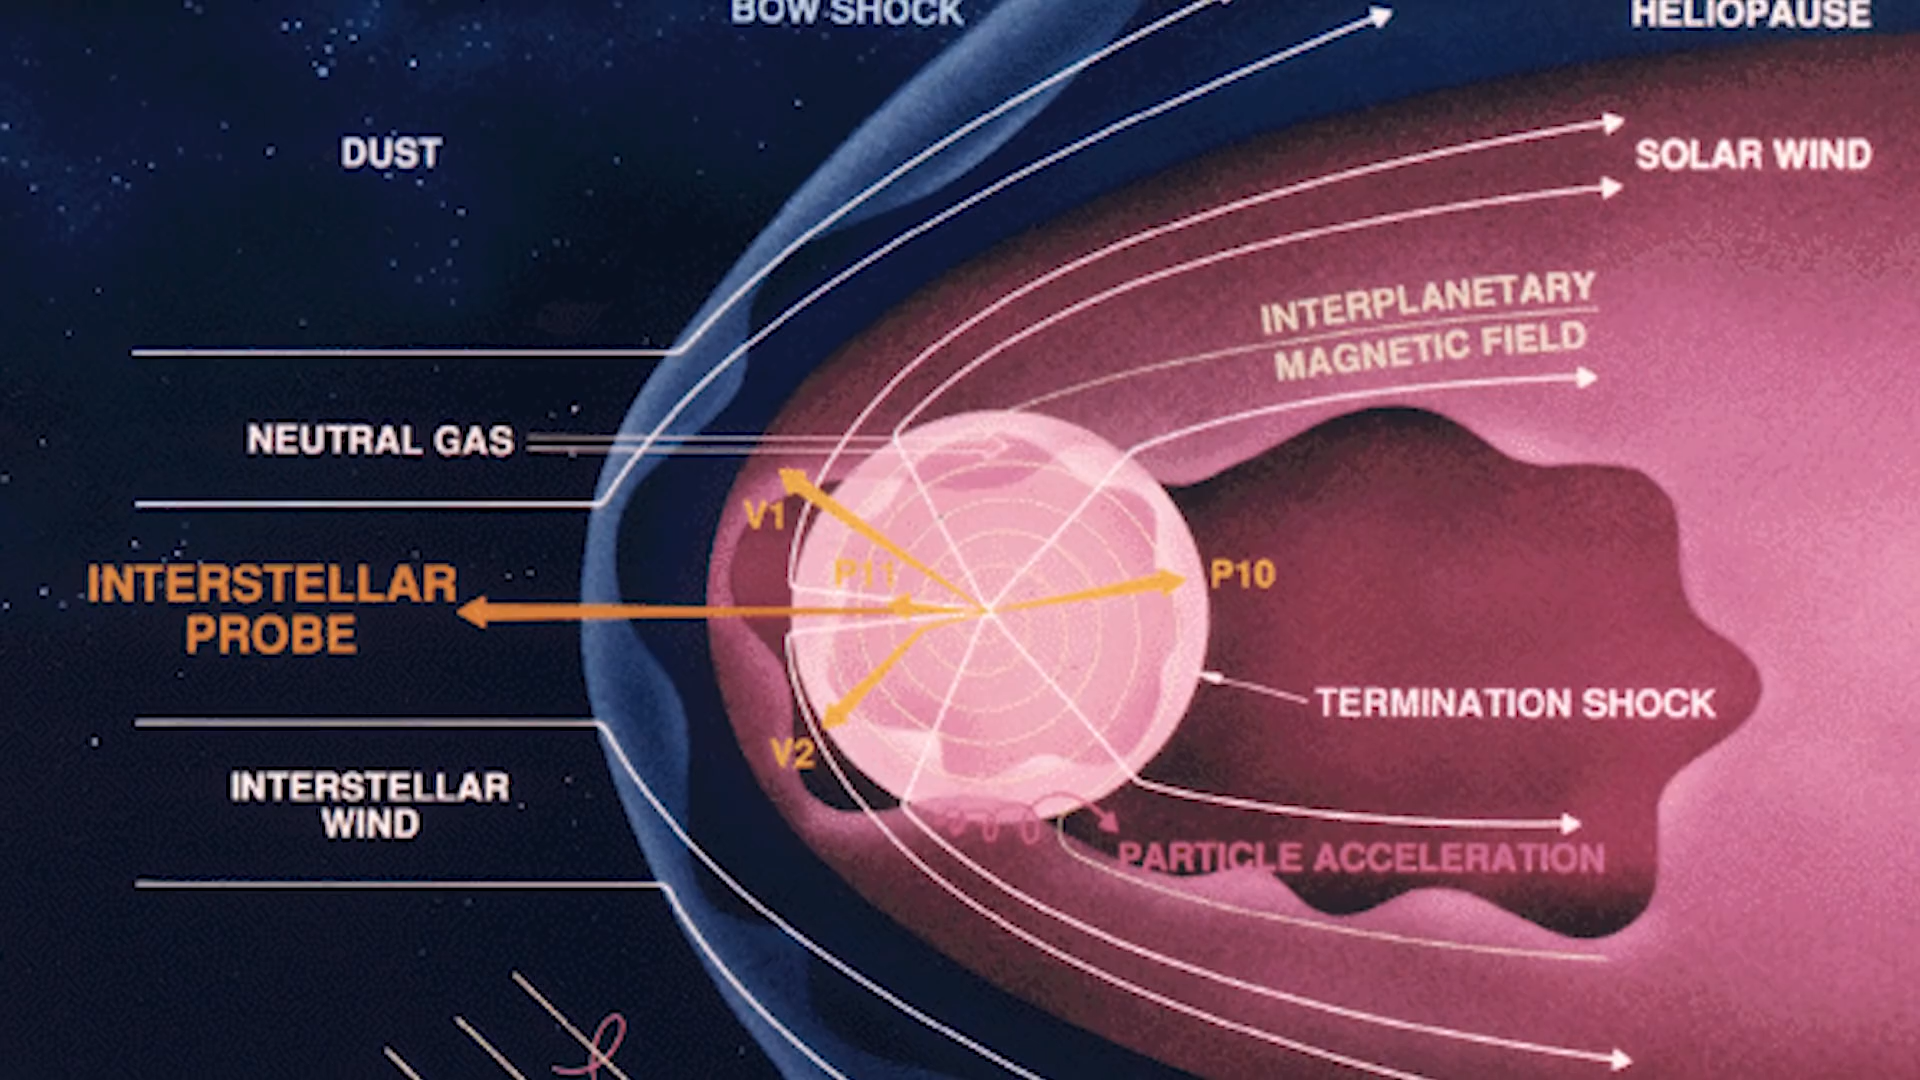 BOW SHOCK
HELIOPAUSE
DUST
SOLAR WIND
INTERPLANETARY
MAGNETIC FIELD
NEUTRAL GAS
V1
P11
P10
INTERSTELLAR
PROBE
TERMINATION SHOCK
V2
INTERSTELLAR
WIND
PARTICLE ACCELERATION